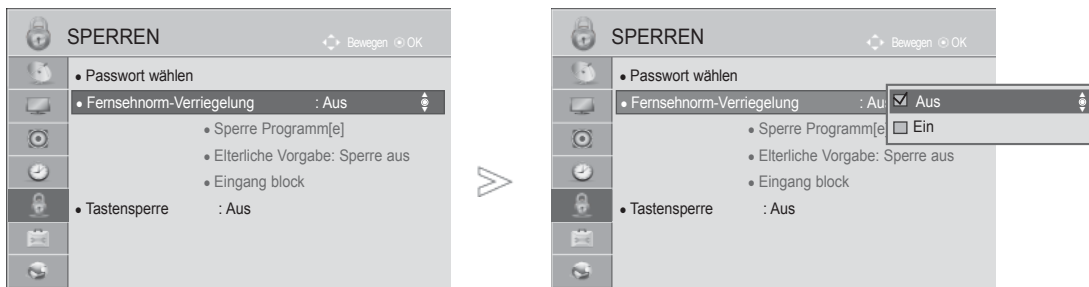 SPERREN
Bewegen OK
• Passwort wählen
• Fernsehnorm-Verriegelung : Aus
• Sperre Programm[e]
• Elterliche Vorgabe: Sperre aus
• Eingang block
• Tastensperre : Aus
SPERREN
Bewegen OK
• Passwort wählen
• Fernsehnorm-Verriegelung : Au
Aus
• Sperre Programm[e
Ein
• Elterliche Vorgabe: Sperre aus
• Eingang block
• Tastensperre : Aus